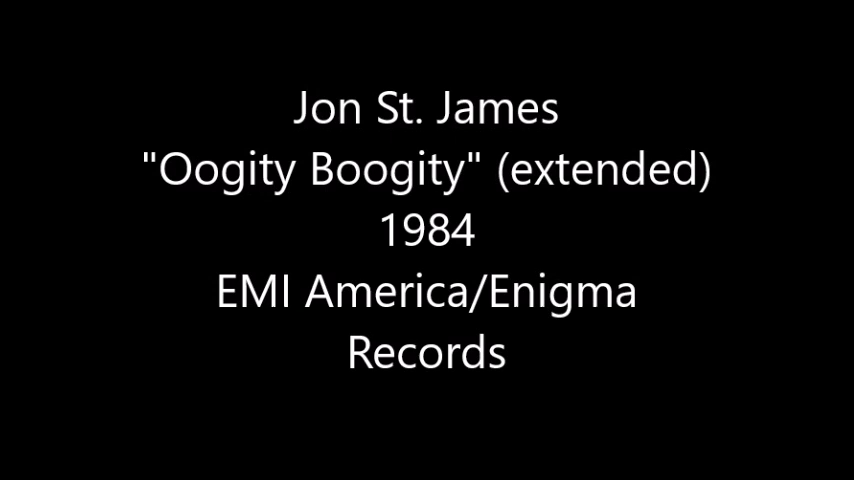 Jon St. James
"Oogity Boogity" (extended)
1984
EMI America/Enigma
Records